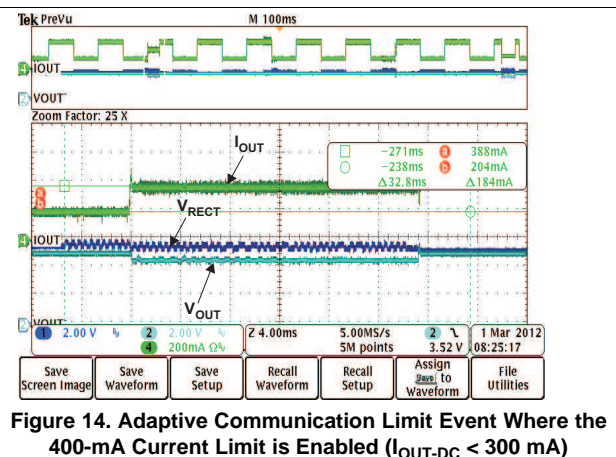 Tek PreVu M 100ms
4 IOUT
2 VOUT
Zoom Factor: 25 X
IOUT
-271ms a 388mA
-238ms b 204mA
Δ32.8ms Δ184mA
a
b
VRECT
4 IOUT
VOUT
2 VOUT
1 2.00 V 2 2.00 V Z 4.00ms 5.00MS/s 2 1 Mar 2012
4 200mA Ω 5M points 3.52 V 08:25:17
Save Screen Image
Save Waveform
Save Setup
Recall Waveform
Recall Setup
Assign Save to Waveform
File Utilities
Figure 14. Adaptive Communication Limit Event Where the
400-mA Current Limit is Enabled (IOUT-DC < 300 mA)